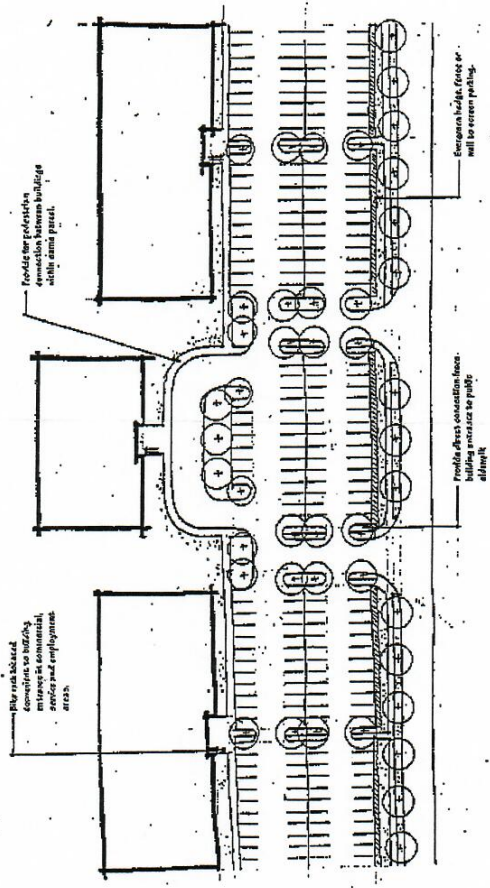 Provide for pedestrian
connection between buildings
within same parcel.
Evergreen hedge, fence or
wall to screen parking.
Bike rack located
convenient to building
entrance in commercial,
service and employment
areas.
Provide direct connection from
building entrance to public
sidewalk